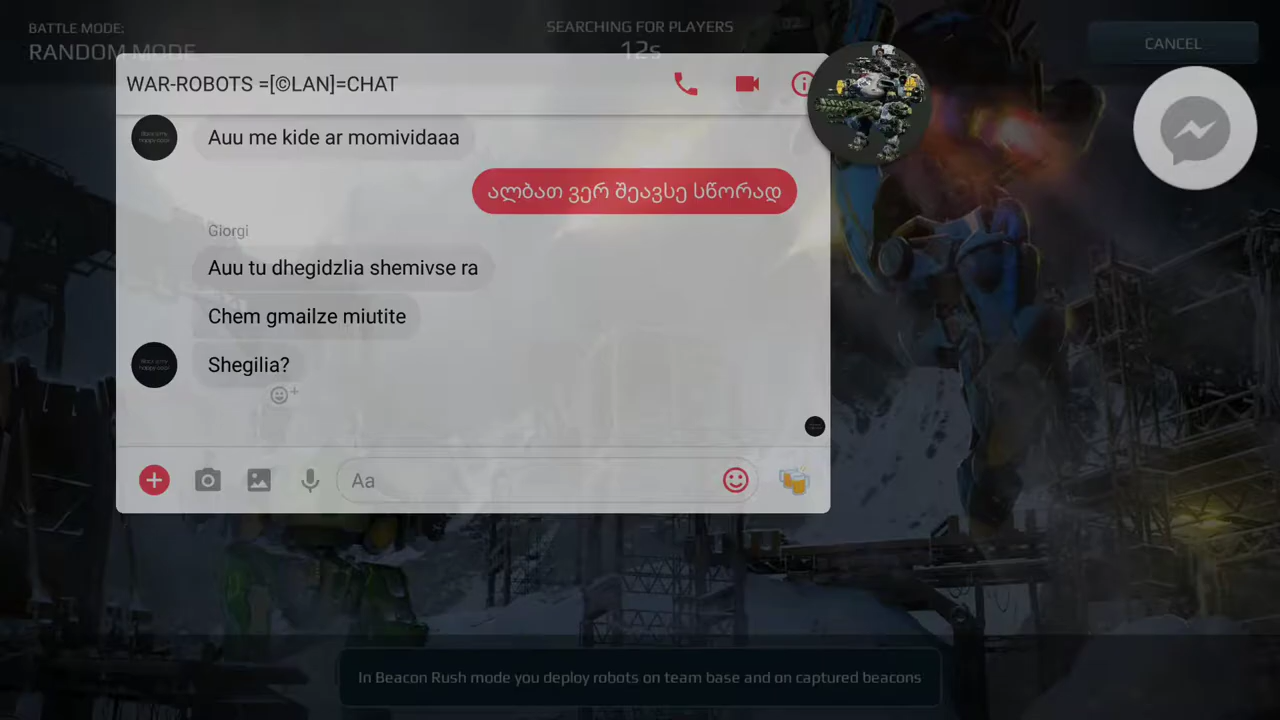 BATTLE MODE:
RANDOM MODE
SEARCHING FOR PLAYERS
12s
CANCEL
WAR-ROBOTS =[©LAN]=CHAT
Auu me kide ar momividaaa
ალბათ ვერ შეავსე სწორად
Giorgi
Auu tu dhegidzlia shemivse ra
Chem gmailze miutite
Shegilia?
Aa
In Beacon Rush mode you deploy robots on team base and on captured beacons